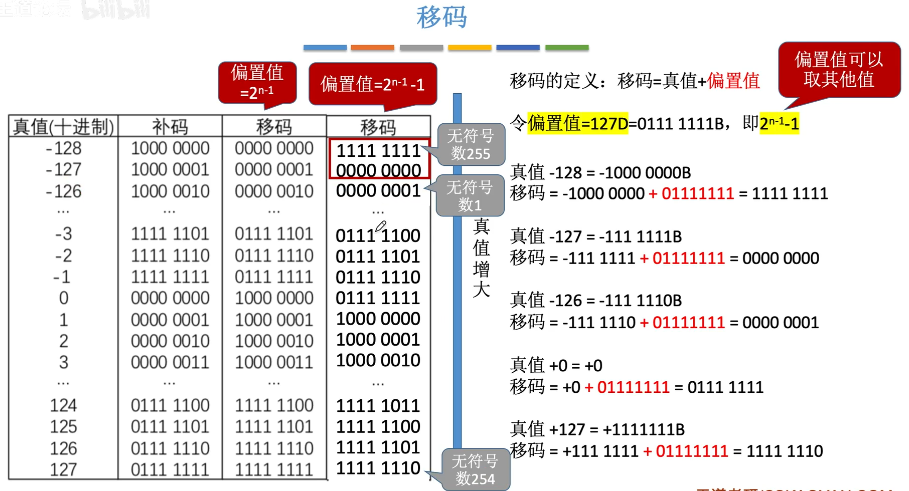 bilibili
移码
偏置值
=2ⁿ⁻¹
偏置值=2ⁿ⁻¹-1
真值(十进制) 补码 移码 移码
-128 1000 0000 0000 0000 1111 1111
-127 1000 0001 0000 0001 0000 0000
-126 1000 0010 0000 0010 0000 0001
... ... ... ...
-3 1111 1101 0111 1101 0111 1100
-2 1111 1110 0111 1110 0111 1101
-1 1111 1111 0111 1111 0111 1110
0 0000 0000 1000 0000 0111 1111
1 0000 0001 1000 0001 1000 0000
2 0000 0010 1000 0010 1000 0001
3 0000 0011 1000 0011 1000 0010
... ... ... ...
124 0111 1100 1111 1100 1111 1011
125 0111 1101 1111 1101 1111 1100
126 0111 1110 1111 1110 1111 1101
127 0111 1111 1111 1111 1111 1110
无符号
数255
无符号
数1
真
值
增
大
无符号
数254
偏置值可以
取其他值
移码的定义：移码=真值+偏置值
令偏置值=127D=0111 1111B，即2ⁿ⁻¹-1
真值 -128 = -1000 0000B
移码 = -1000 0000 + 01111111 = 1111 1111
真值 -127 = -111 1111B
移码 = -111 1111 + 01111111 = 0000 0000
真值 -126 = -111 1110B
移码 = -111 1110 + 01111111 = 0000 0001
真值 +0 = +0
移码 = +0 + 01111111 = 0111 1111
真值 +127 = +1111111B
移码 = +111 1111 + 01111111 = 1111 1110